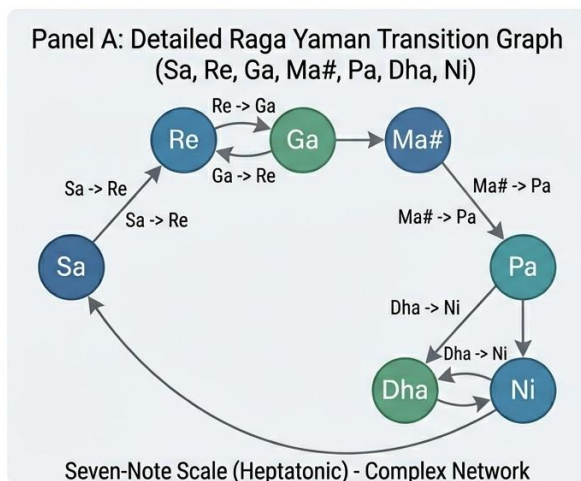 Panel A: Detailed Raga Yaman Transition Graph
(Sa, Re, Ga, Ma#, Pa, Dha, Ni)
Re -> Ga
Re
Ga
Ma#
Ga -> Re
Sa -> Re
Sa -> Re
Ma# -> Pa
Ma# -> Pa
Sa
Pa
Dha -> Ni
Dha -> Ni
Dha
Ni
Seven-Note Scale (Heptatonic) - Complex Network